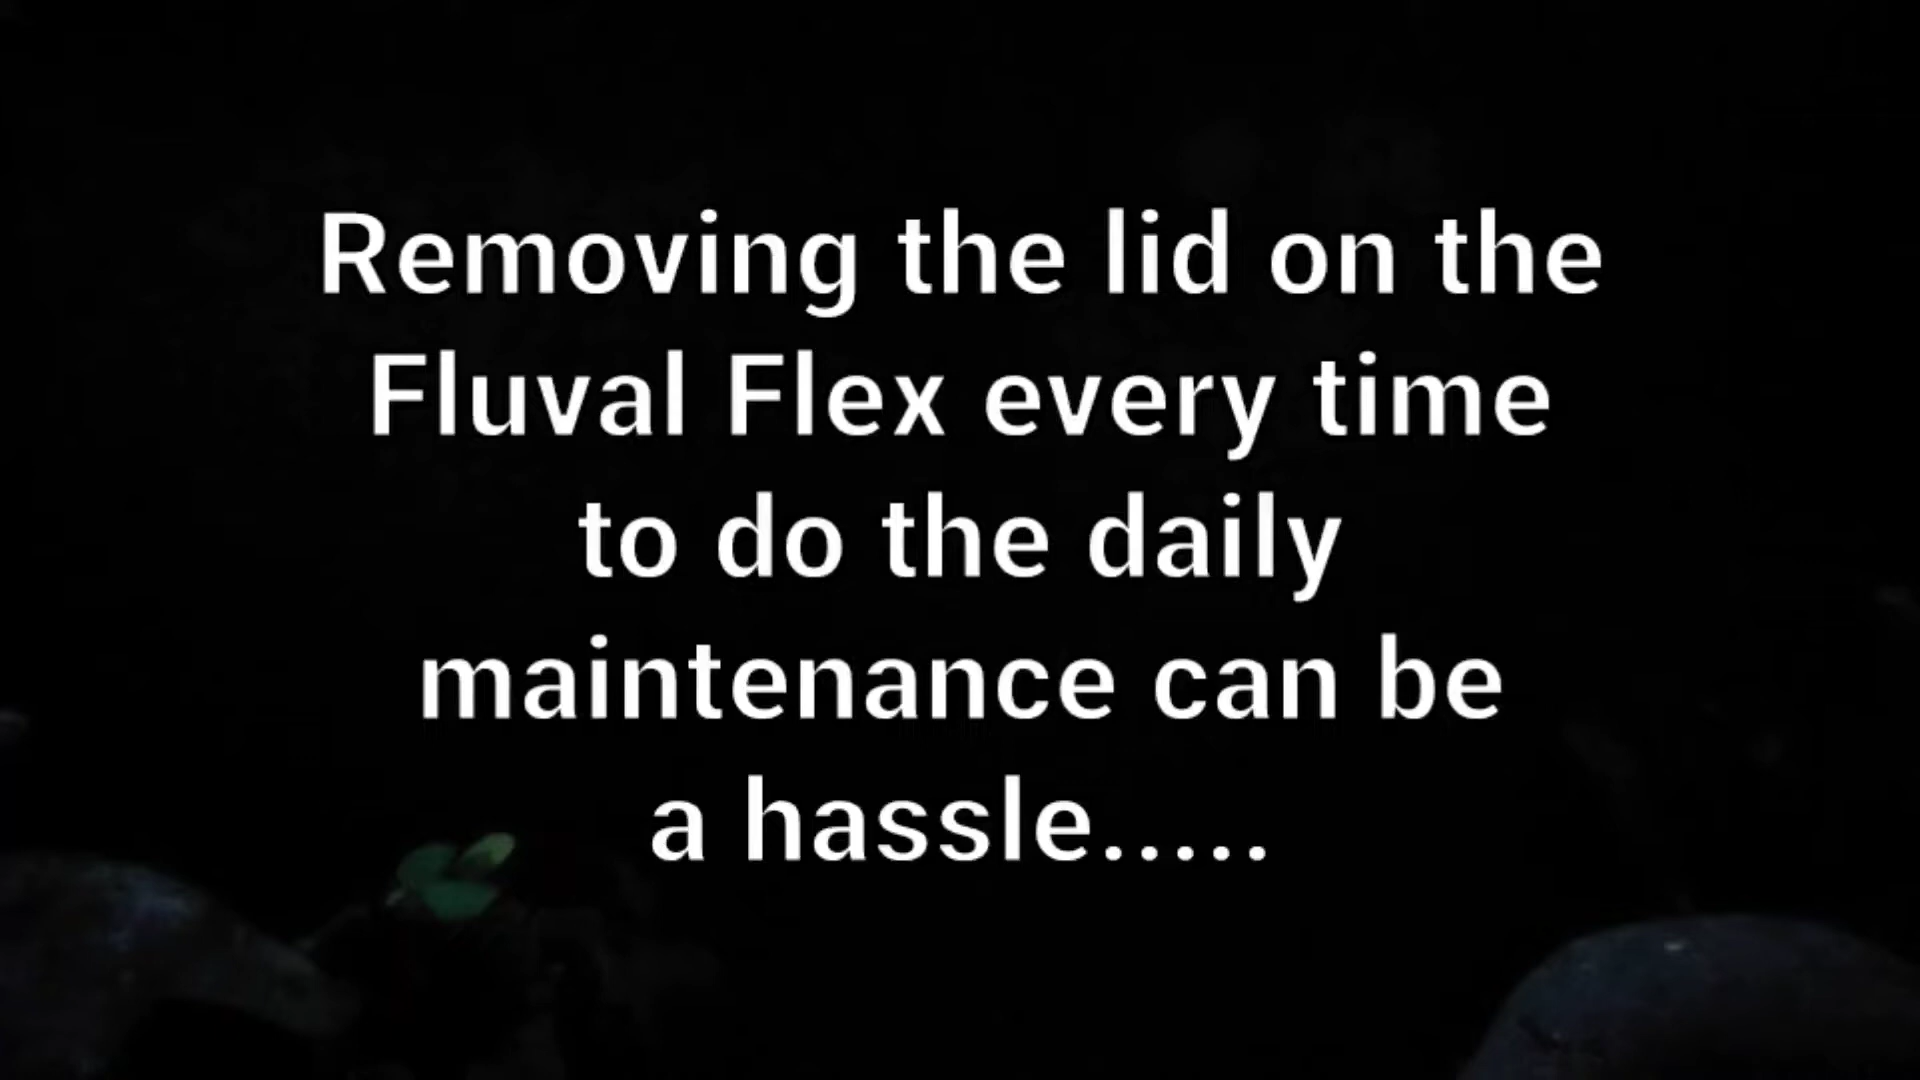 Removing the lid on the
Fluval Flex every time
to do the daily
maintenance can be
a hassle.....